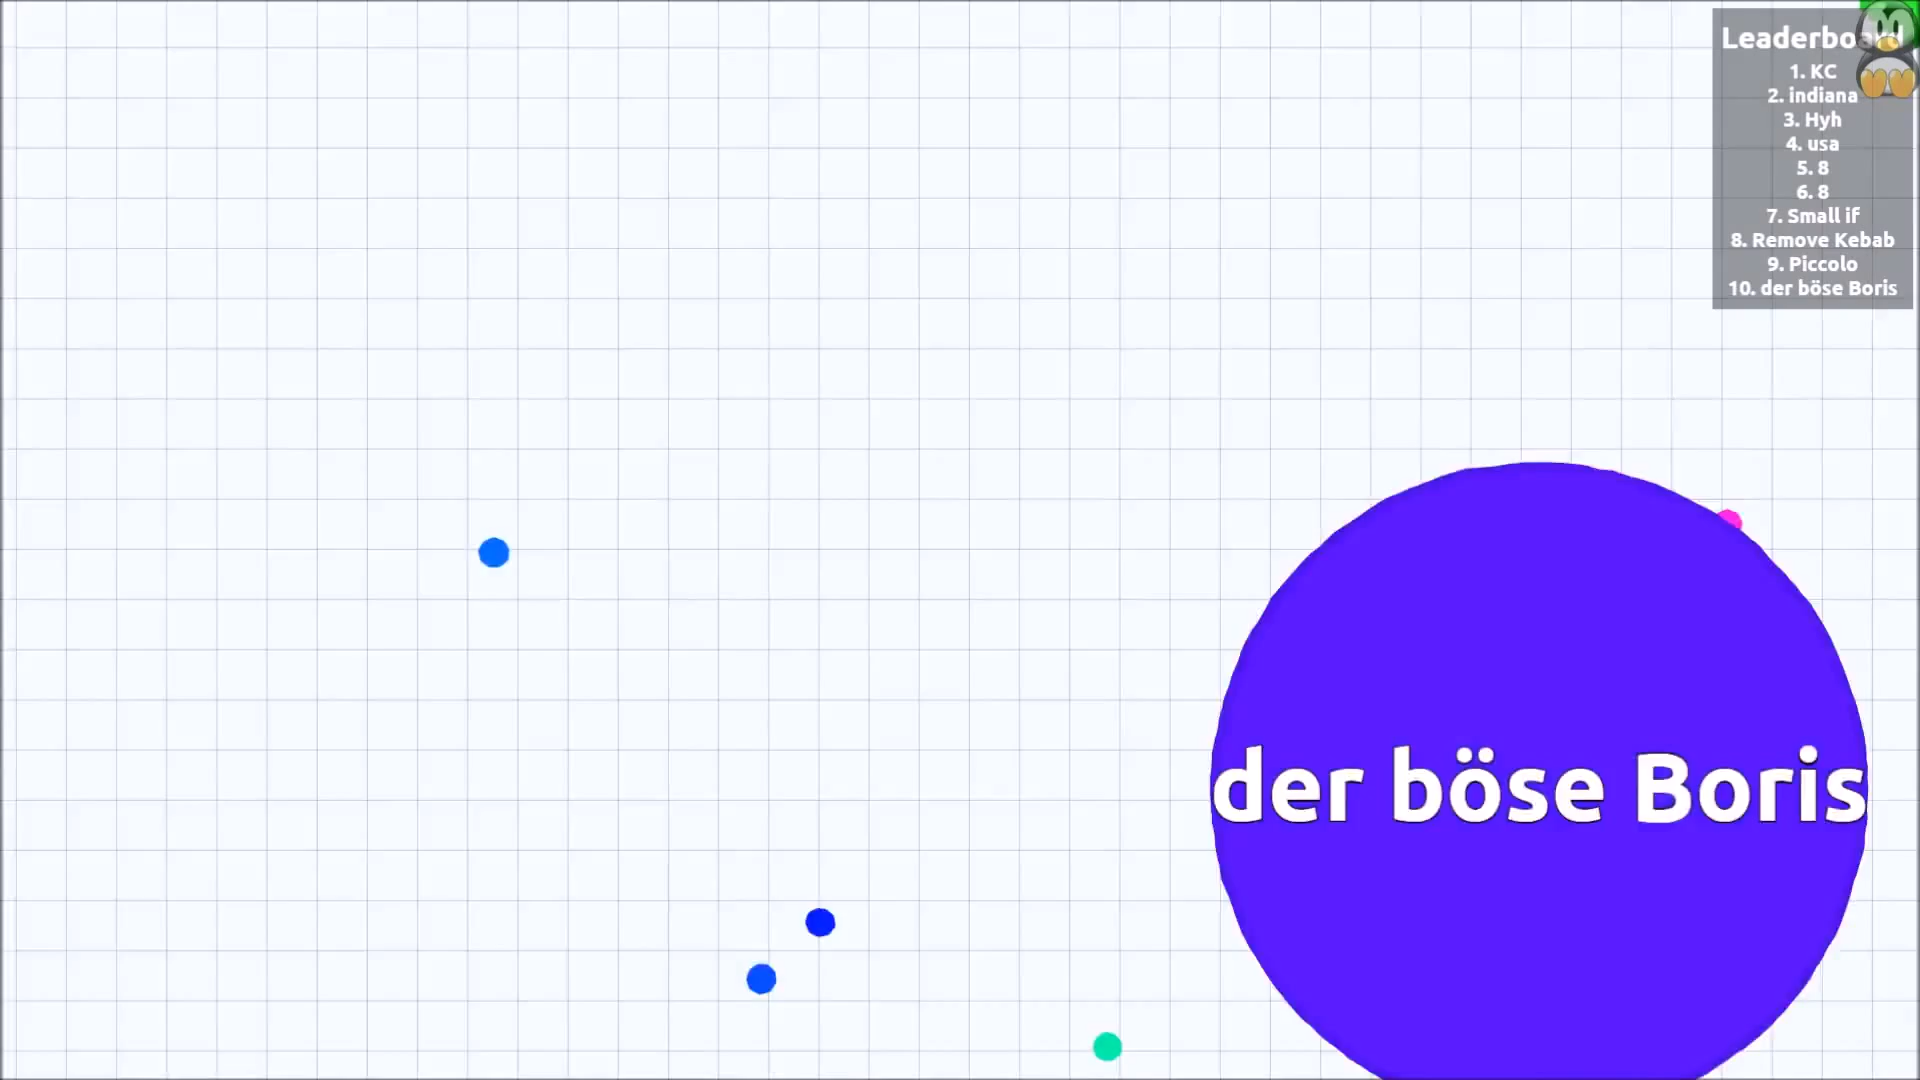 Leaderboard
1. KC
2. indiana
3. Hyh
4. usa
5. 8
6. 8
7. Small if
8. Remove Kebab
9. Piccolo
10. der böse Boris
der böse Boris